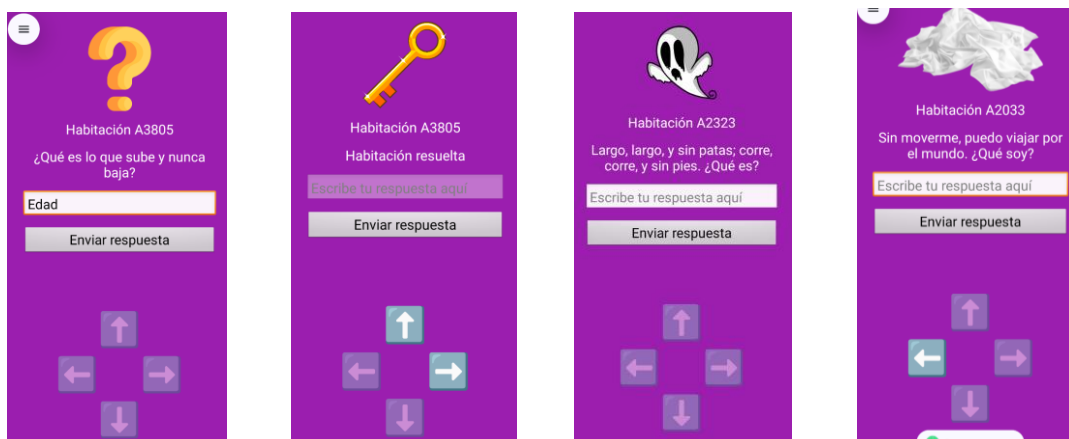 Habitación A3805
¿Qué es lo que sube y nunca
baja?
Edad
Enviar respuesta
Habitación A3805
Habitación resuelta
Escribe tu respuesta aquí
Enviar respuesta
Habitación A2323
Largo, largo, y sin patas; corre,
corre, y sin pies. ¿Qué es?
Escribe tu respuesta aquí
Enviar respuesta
Habitación A2033
Sin moverme, puedo viajar por
el mundo. ¿Qué soy?
Escribe tu respuesta aquí
Enviar respuesta